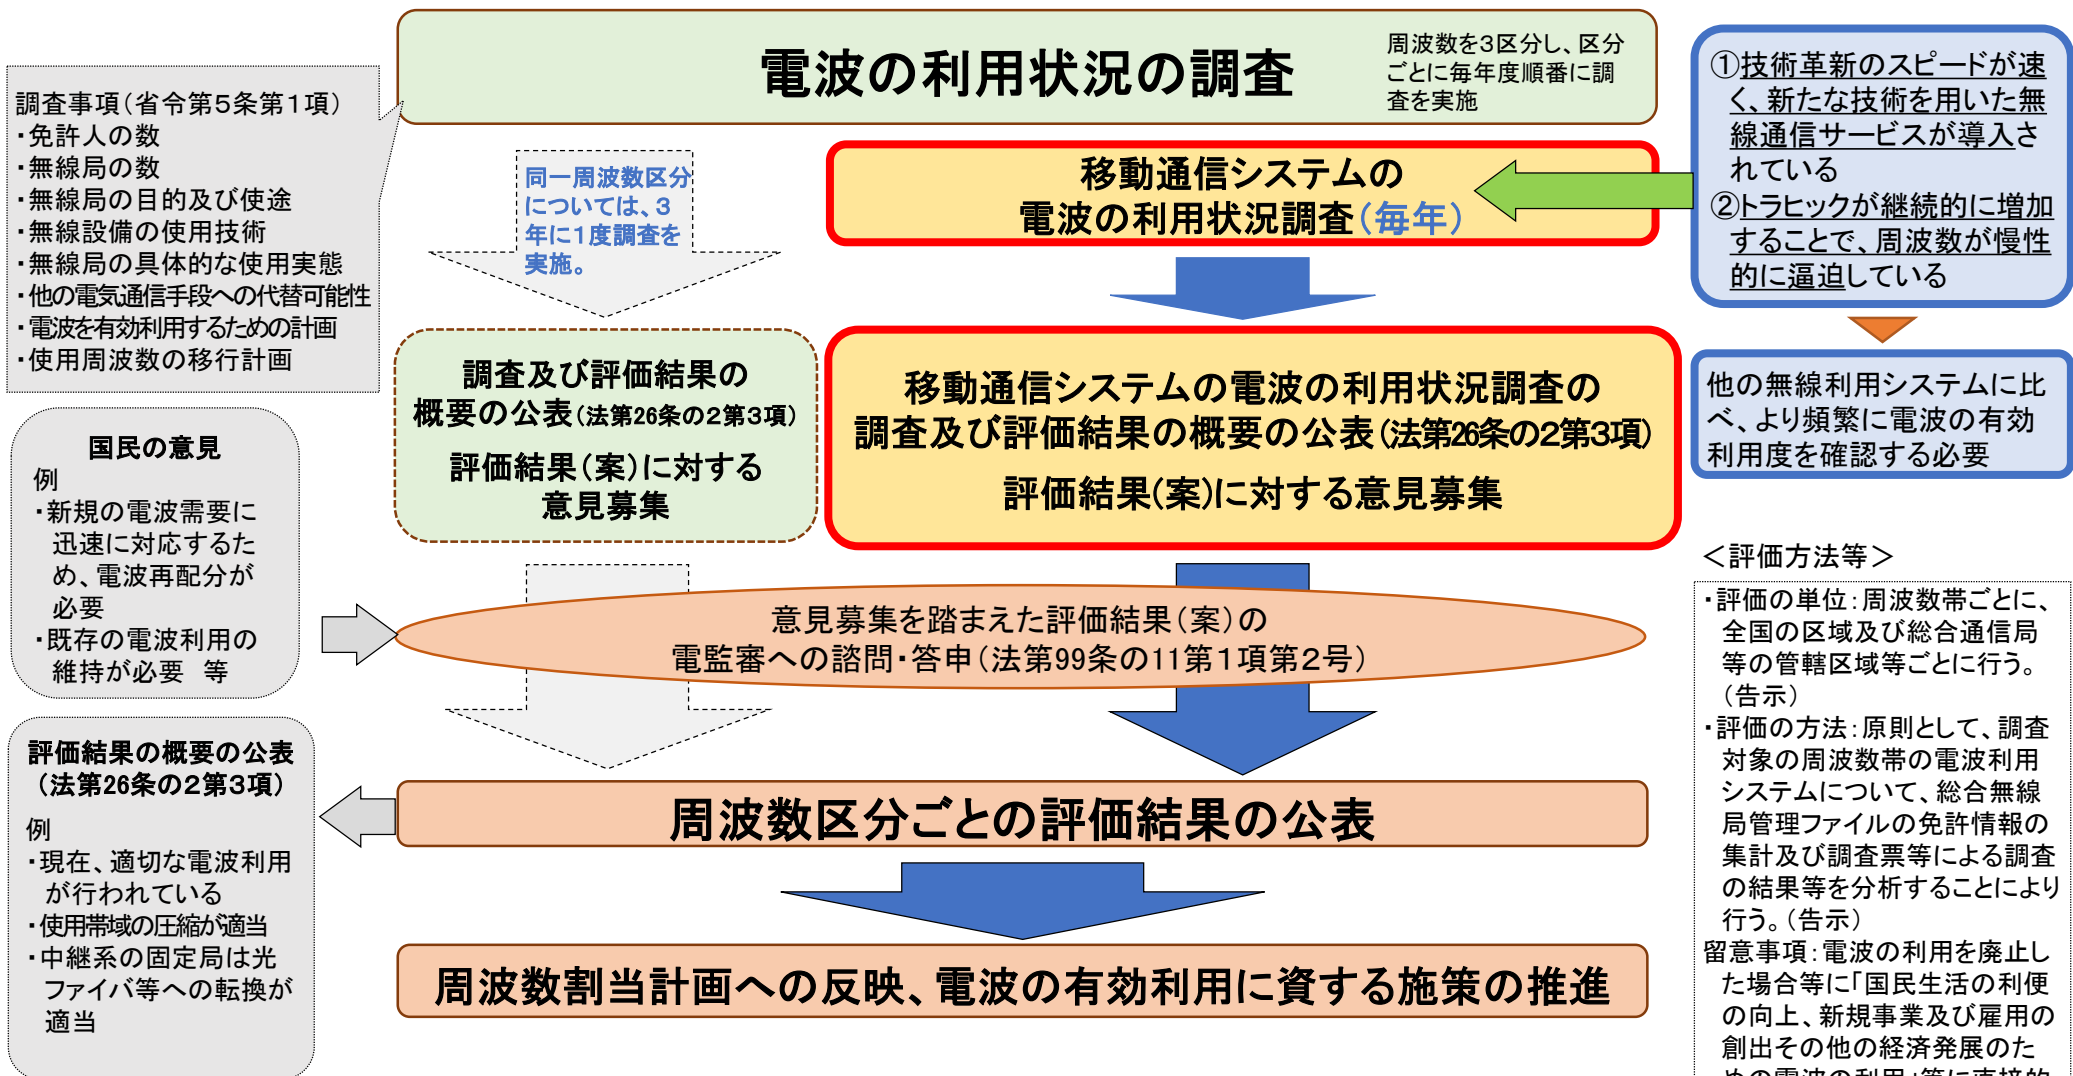 電波の利用状況の調査
周波数を3区分し、区分
ごとに毎年度順番に調
査を実施
調査事項(省令第5条第1項)
・免許人の数
・無線局の数
・無線局の目的及び使途
・無線設備の使用技術
・無線局の具体的な使用実態
・他の電気通信手段への代替可能性
・電波を有効利用するための計画
・使用周波数の移行計画
同一周波数区分
については、3
年に1度調査を
実施。
移動通信システムの
電波の利用状況調査(毎年)
①技術革新のスピードが速
く、新たな技術を用いた無
線通信サービスが導入さ
れている
②トラヒックが継続的に増加
することで、周波数が慢性
的に逼迫している
他の無線利用システムに比
べ、より頻繁に電波の有効
利用度を確認する必要
調査及び評価結果の
概要の公表(法第26条の2第3項)
評価結果(案)に対する
意見募集
移動通信システムの電波の利用状況調査の
調査及び評価結果の概要の公表(法第26条の2第3項)
評価結果(案)に対する意見募集
国民の意見
例
・新規の電波需要に
迅速に対応するた
め、電波再配分が
必要
・既存の電波利用の
維持が必要 等
意見募集を踏まえた評価結果(案)の
電監審への諮問・答申(法第99条の11第1項第2号)
評価結果の概要の公表
(法第26条の2第3項)
例
・現在、適切な電波利用
が行われている
・使用帯域の圧縮が適当
・中継系の固定局は光
ファイバ等への転換が
適当
周波数区分ごとの評価結果の公表
周波数割当計画への反映、電波の有効利用に資する施策の推進
<評価方法等>
・評価の単位:周波数帯ごとに、
全国の区域及び総合通信局
等の管轄区域等ごとに行う。
(告示)
・評価の方法:原則として、調査
対象の周波数帯の電波利用
システムについて、総合無線
局管理ファイルの免許情報の
集計及び調査票等による調査
の結果等を分析することにより
行う。(告示)
留意事項:電波の利用を廃止し
た場合等に「国民生活の利便
の向上、新規事業及び雇用の
創出その他の経済発展のた
めの電波の利用」等に直接的